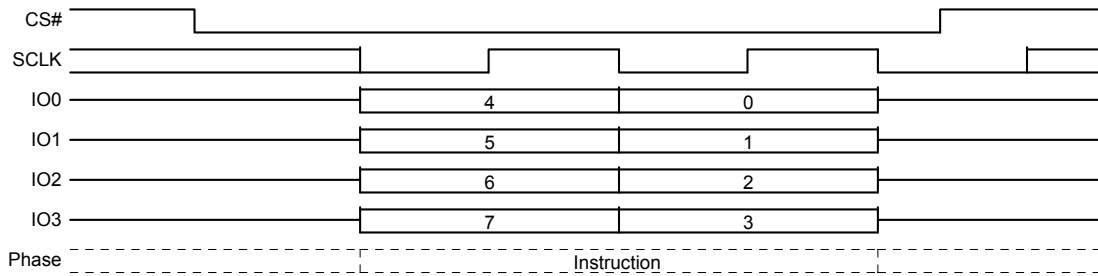 CS#
SCLK
IO0 4 0
IO1 5 1
IO2 6 2
IO3 7 3
Phase Instruction